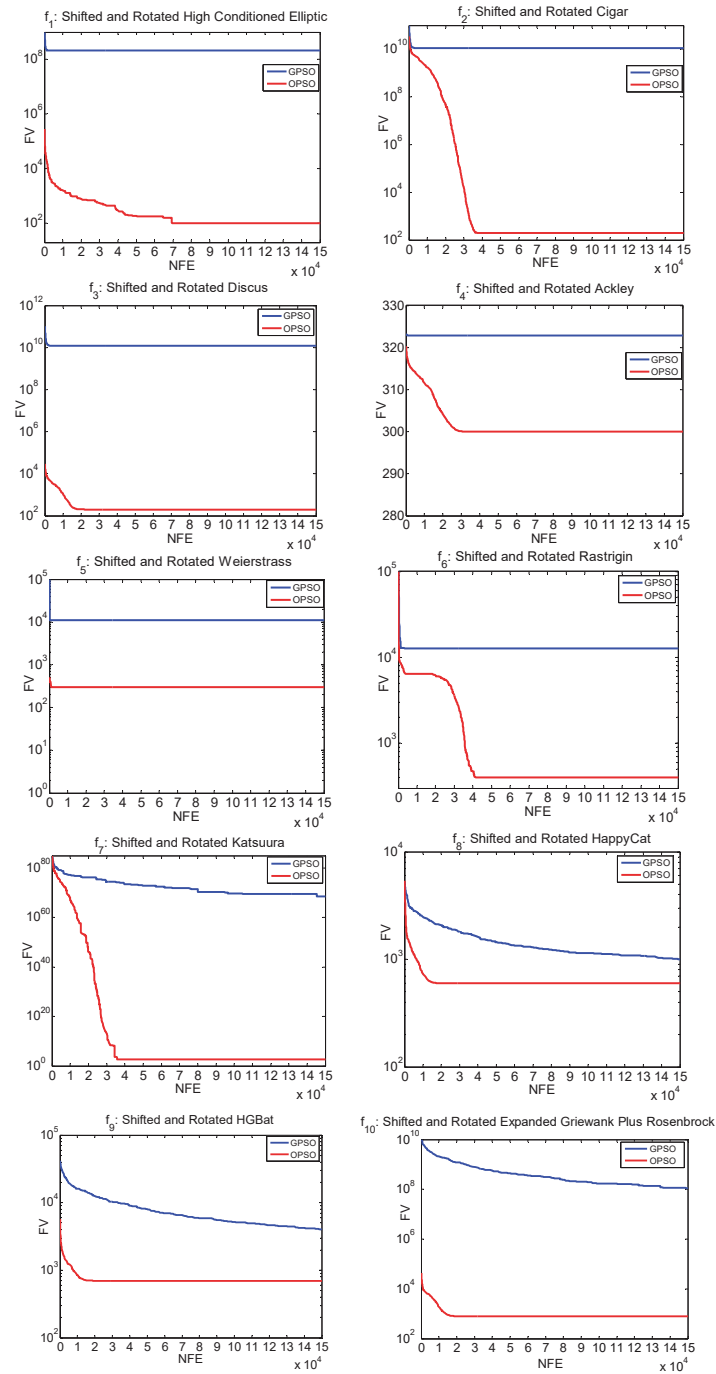 f1: Shifted and Rotated High Conditioned Elliptic
10^8
10^6
10^4
10^2
FV
GPSO
OPSO
0 1 2 3 4 5 6 7 8 9 10 11 12 13 14 15
NFE
x 10^4
f2: Shifted and Rotated Cigar
10^10
10^8
10^6
10^4
10^2
FV
GPSO
OPSO
0 1 2 3 4 5 6 7 8 9 10 11 12 13 14 15
NFE
x 10^4
f3: Shifted and Rotated Discus
10^12
10^10
10^8
10^6
10^4
10^2
FV
GPSO
OPSO
0 1 2 3 4 5 6 7 8 9 10 11 12 13 14 15
NFE
x 10^4
f4: Shifted and Rotated Ackley
330
320
310
300
290
280
FV
GPSO
OPSO
0 1 2 3 4 5 6 7 8 9 10 11 12 13 14 15
NFE
x 10^4
f5: Shifted and Rotated Weierstrass
10^5
10^4
10^3
10^2
10^1
10^0
FV
GPSO
OPSO
0 1 2 3 4 5 6 7 8 9 10 11 12 13 14 15
NFE
x 10^4
f6: Shifted and Rotated Rastrigin
10^5
10^4
10^3
FV
GPSO
OPSO
0 1 2 3 4 5 6 7 8 9 10 11 12 13 14 15
NFE
x 10^4
f7: Shifted and Rotated Katsuura
10^80
10^60
10^40
10^20
10^0
FV
GPSO
OPSO
0 1 2 3 4 5 6 7 8 9 10 11 12 13 14 15
NFE
x 10^4
f8: Shifted and Rotated HappyCat
10^4
10^3
10^2
FV
GPSO
OPSO
0 1 2 3 4 5 6 7 8 9 10 11 12 13 14 15
NFE
x 10^4
f9: Shifted and Rotated HGBat
10^5
10^4
10^3
10^2
FV
GPSO
OPSO
0 1 2 3 4 5 6 7 8 9 10 11 12 13 14 15
NFE
x 10^4
f10: Shifted and Rotated Expanded Griewank Plus Rosenbrock
10^10
10^8
10^6
10^4
10^2
FV
GPSO
OPSO
0 1 2 3 4 5 6 7 8 9 10 11 12 13 14 15
NFE
x 10^4